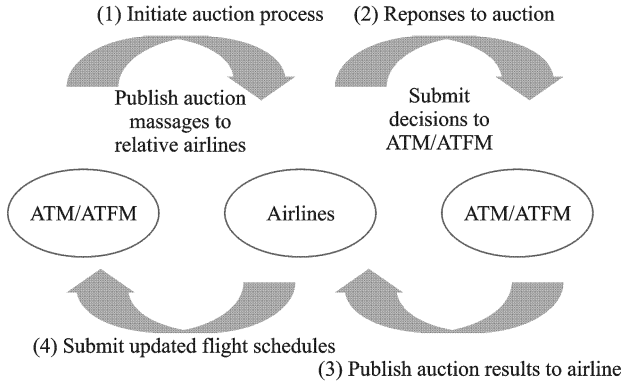 (1) Initiate auction process
(2) Reponses to auction
Publish auction
massages to
relative airlines
Submit
decisions to
ATM/ATFM
ATM/ATFM
Airlines
ATM/ATFM
(4) Submit updated flight schedules
(3) Publish auction results to airline